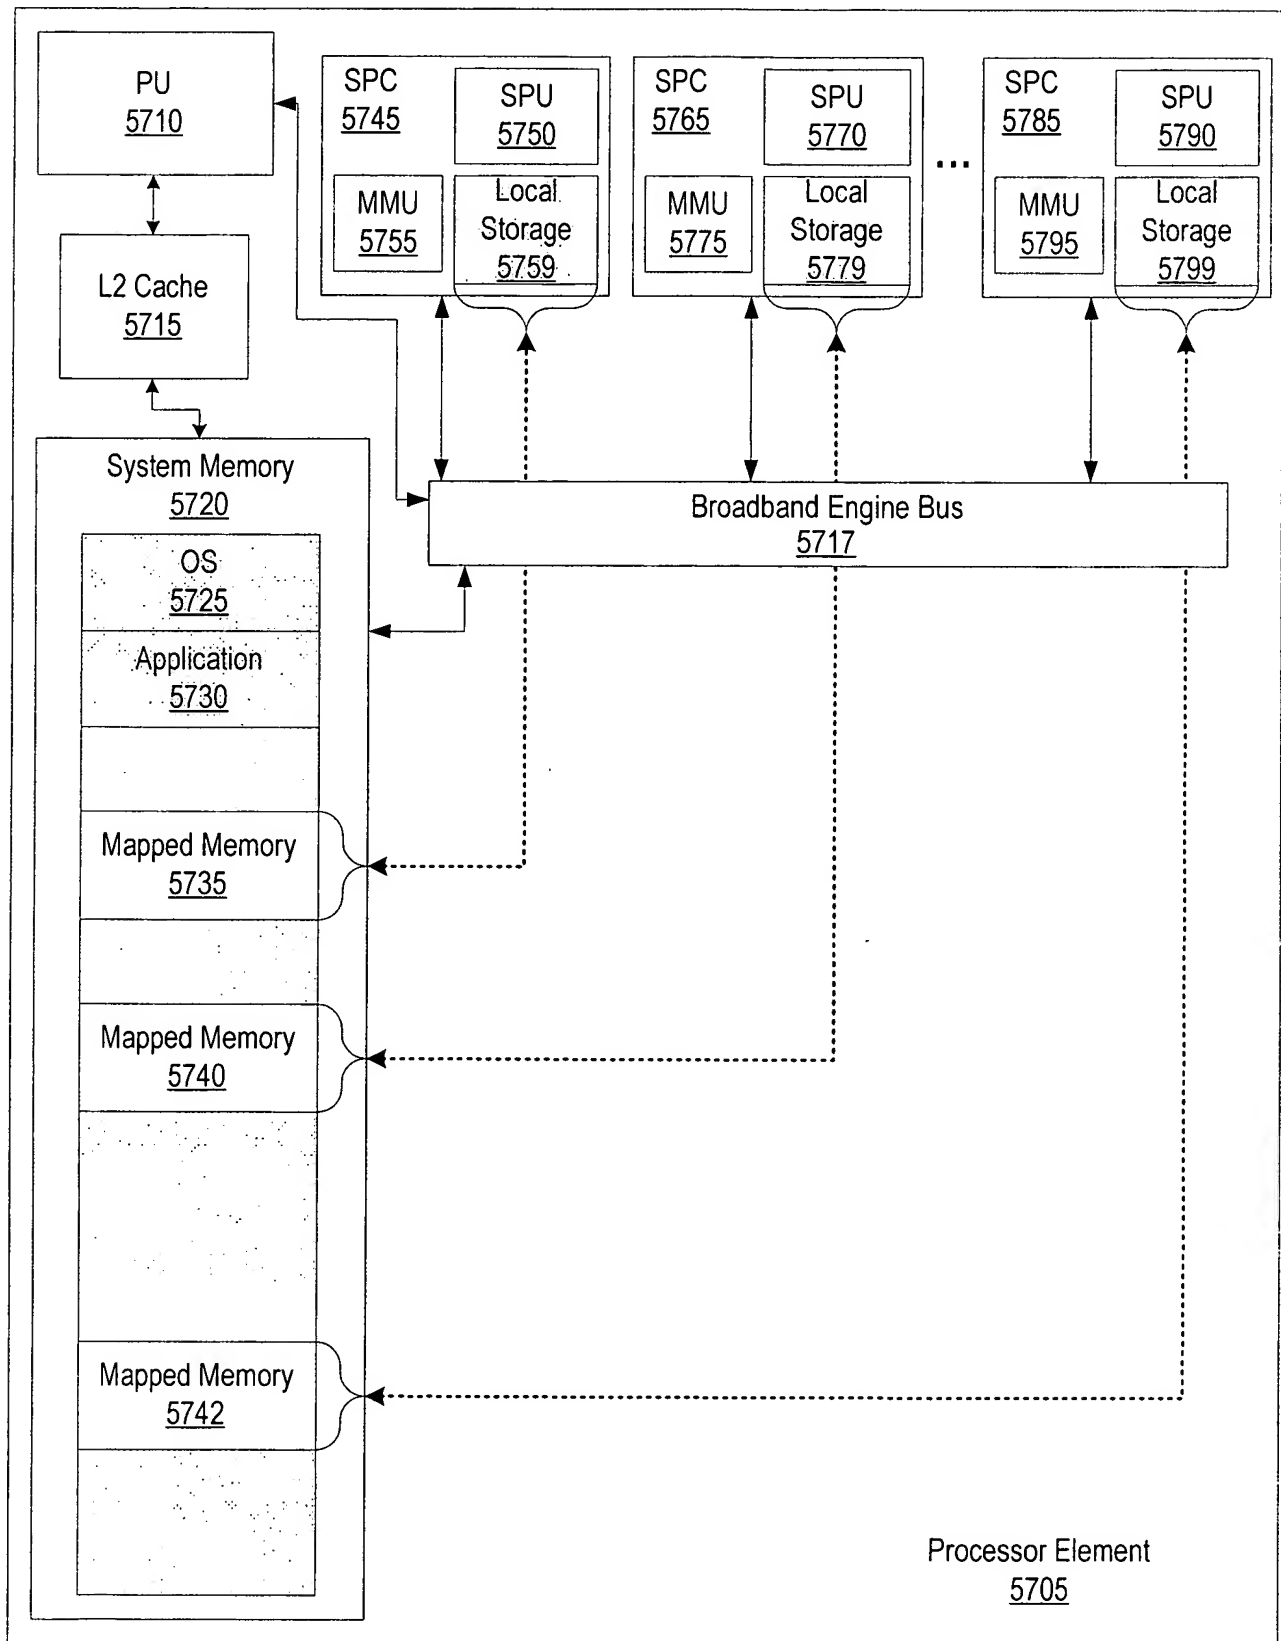 PU
5710
L2 Cache
5715
SPC
5745
SPU
5750
MMU
5755
Local
Storage
5759
SPC
5765
SPU
5770
MMU
5775
Local
Storage
5779
...
SPC
5785
SPU
5790
MMU
5795
Local
Storage
5799
Broadband Engine Bus
5717
System Memory
5720
OS
5725
Application
5730
Mapped Memory
5735
Mapped Memory
5740
Mapped Memory
5742
Processor Element
5705